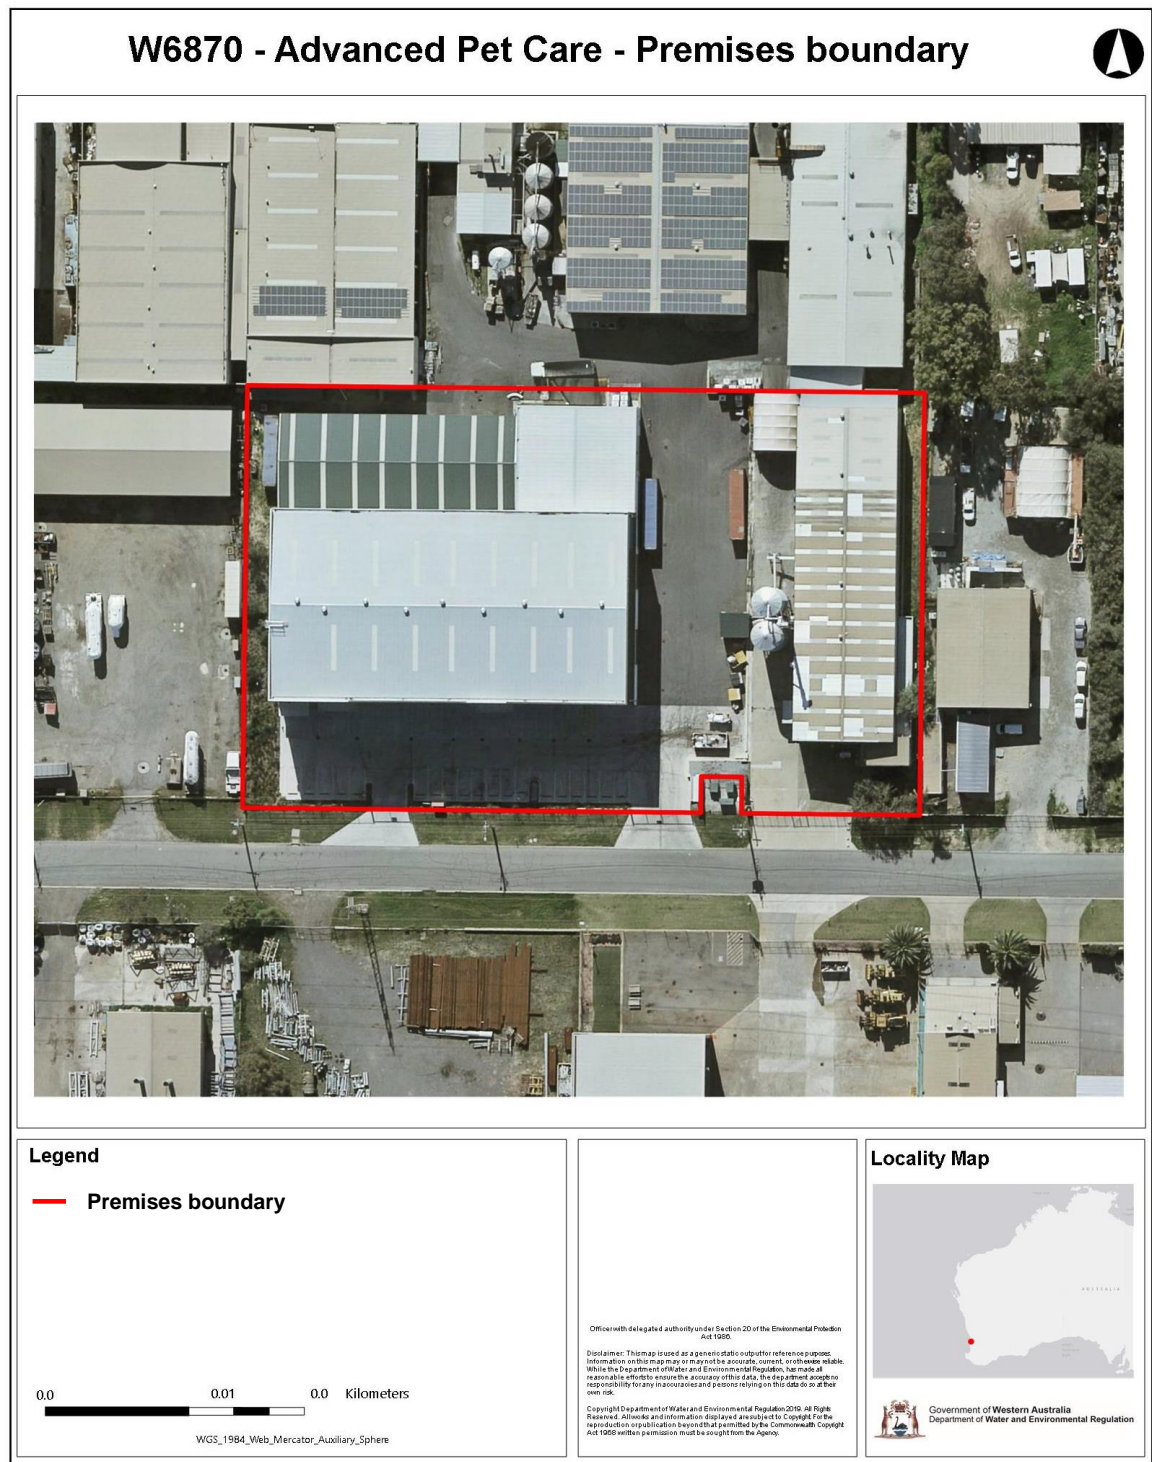 W6870 - Advanced Pet Care - Premises boundary
Legend
Premises boundary
0.0 0.01 0.0 Kilometers
WGS_1984_Web_Mercator_Auxiliary_Sphere
Officer with delegated authority under Section 20 of the Environmental Protection
Act 1986.
Disclaimer: This map is used as a generic static output for reference purposes.
Information on this map may or may not be accurate, current, or otherwise reliable.
While the Department of Water and Environmental Regulation, has made all
reasonable efforts to ensure the accuracy of this data, the department accepts no
responsibility for any inaccuracies and persons relying on this data do so at their
own risk.
Copyright Department of Water and Environmental Regulation 2019. All Rights
Reserved. All works and information displayed are subject to Copyright. For the
reproduction or publication beyond that permitted by the Commonwealth Copyright
Act 1968 written permission must be sought from the Agency.
Locality Map
AUSTRALIA
Government of Western Australia
Department of Water and Environmental Regulation